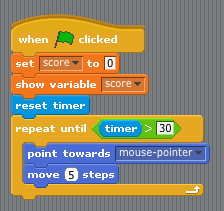 when clicked
set score to 0
show variable score
reset timer
repeat until timer > 30
point towards mouse-pointer
move 5 steps